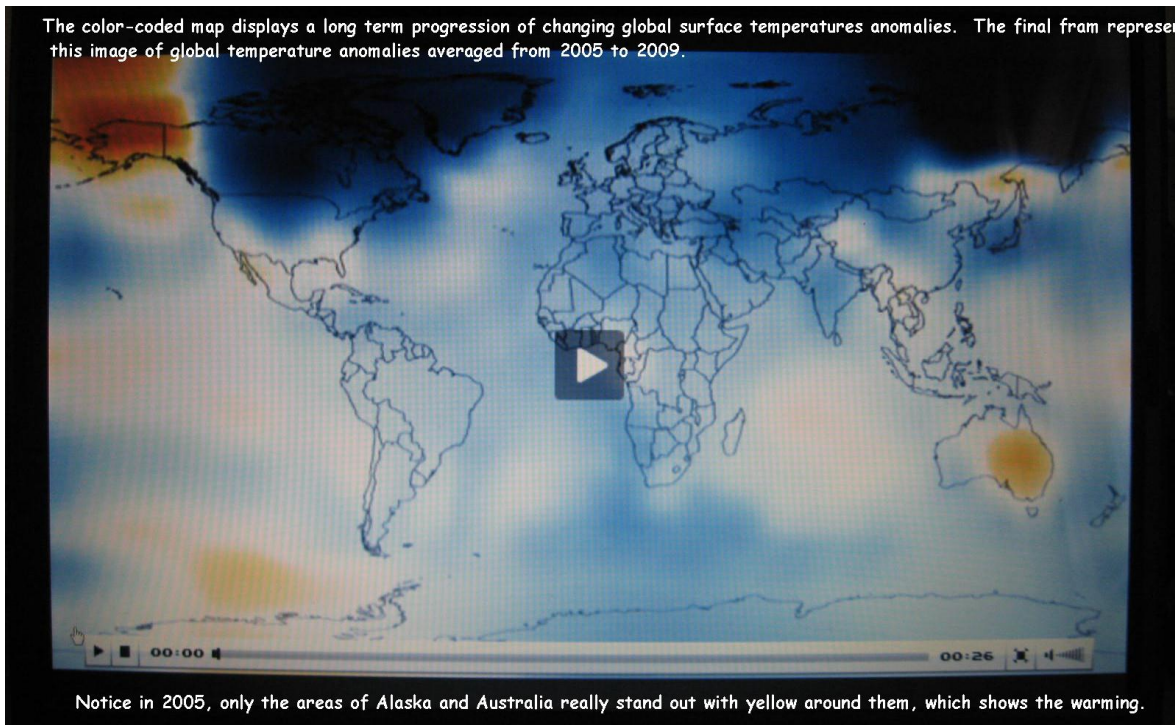 The color-coded map displays a long term progression of changing global surface temperatures anomalies. The final fram represe
this image of global temperature anomalies averaged from 2005 to 2009.
00:00 00:26
Notice in 2005, only the areas of Alaska and Australia really stand out with yellow around them, which shows the warming.